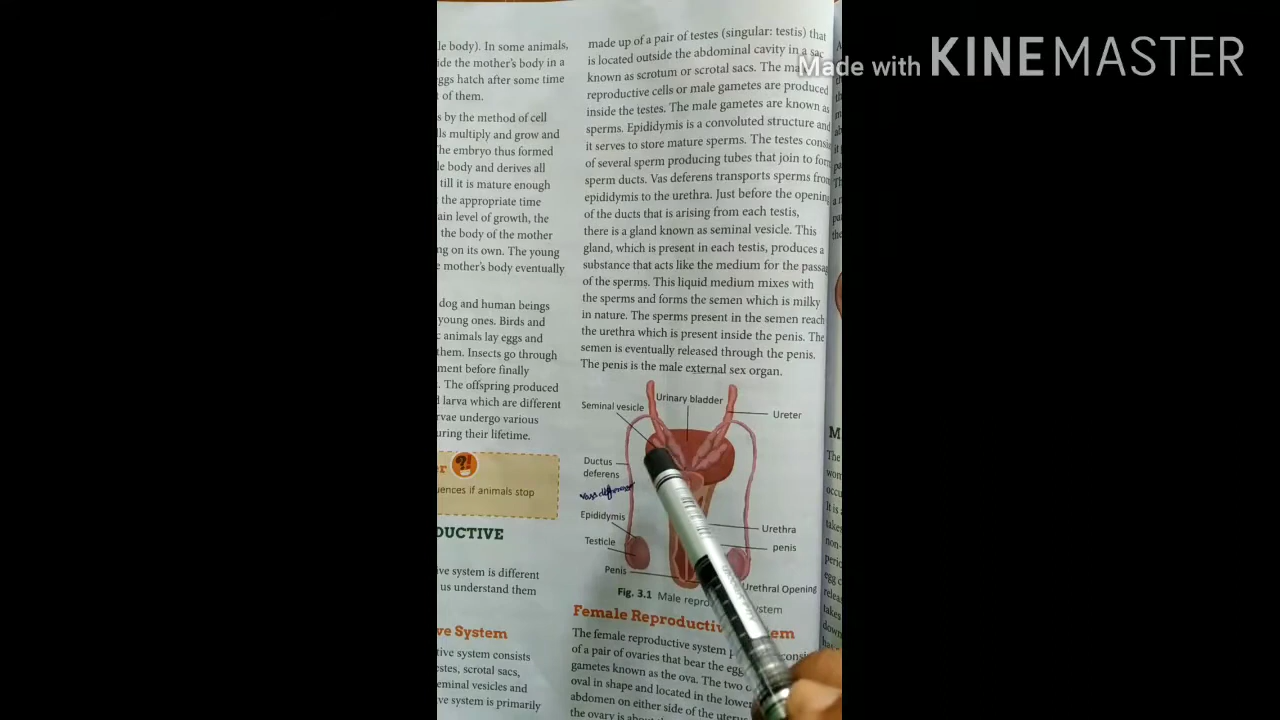 le body). In some animals,
ide the mother's body in a
ggs hatch after some time
t of them.
s by the method of cell
lls multiply and grow and
The embryo thus formed
le body and derives all
till it is mature enough
the appropriate time
ain level of growth, the
the body of the mother
ng on its own. The young
e mother's body eventually
dog and human beings
young ones. Birds and
c animals lay eggs and
them. Insects go through
ment before finally
. The offspring produced
d larva which are different
rvae undergo various
uring their lifetime.
er ?!
uences if animals stop
DUCTIVE
ve system is different
us understand them
ve System
tive system consists
estes, scrotal sacs,
eminal vesicles and
ve system is primarily
made up of a pair of testes (singular: testis) that
is located outside the abdominal cavity in a sac
known as scrotum or scrotal sacs. The ma
reproductive cells or male gametes are produced
inside the testes. The male gametes are known as
sperms. Epididymis is a convoluted structure and
it serves to store mature sperms. The testes consis
of several sperm producing tubes that join to form
sperm ducts. Vas deferens transports sperms from
epididymis to the urethra. Just before the opening
of the ducts that is arising from each testis,
there is a gland known as seminal vesicle. This
gland, which is present in each testis, produces a
substance that acts like the medium for the passag
of the sperms. This liquid medium mixes with
the sperms and forms the semen which is milky
in nature. The sperms present in the semen reach
the urethra which is present inside the penis. The
semen is eventually released through the penis.
The penis is the male external sex organ.
Urinary bladder
Seminal vesicle
Ureter
Ductus
deferens
Vas deferens
Epididymis
Urethra
Testicle
penis
Penis
Urethral Opening
Fig. 3.1 Male repro ystem
Female Reproductiv em
The female reproductive system consi
of a pair of ovaries that bear the egg
gametes known as the ova. The two o
oval in shape and located in the lower
abdomen on either side of the uterus
the ovary is about
Made with KINEMASTER